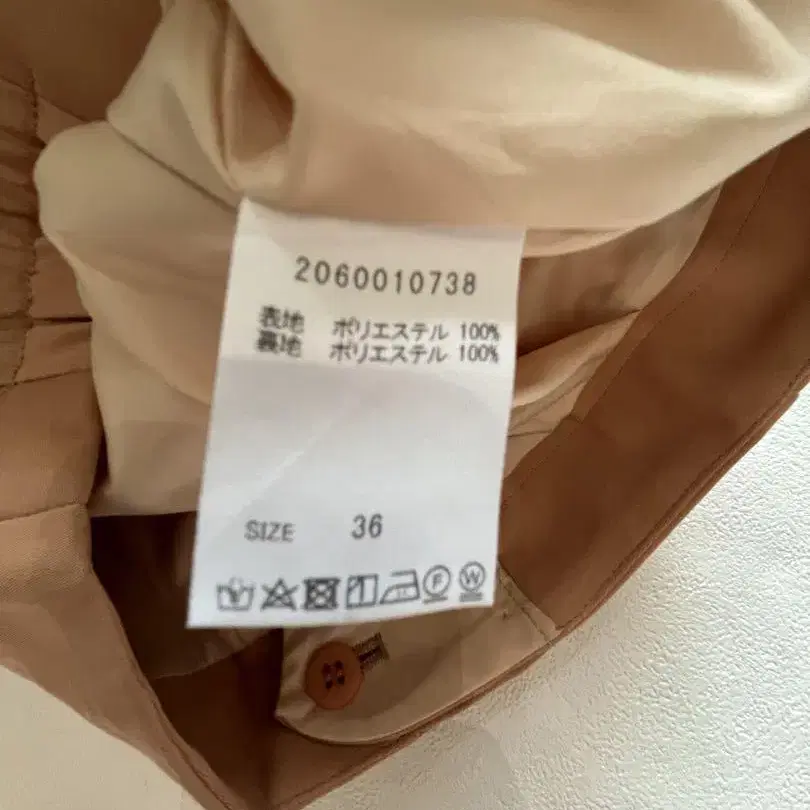 2060010738
表地 ポリエステル 100%
裏地 ポリエステル 100%
SIZE 36
F W